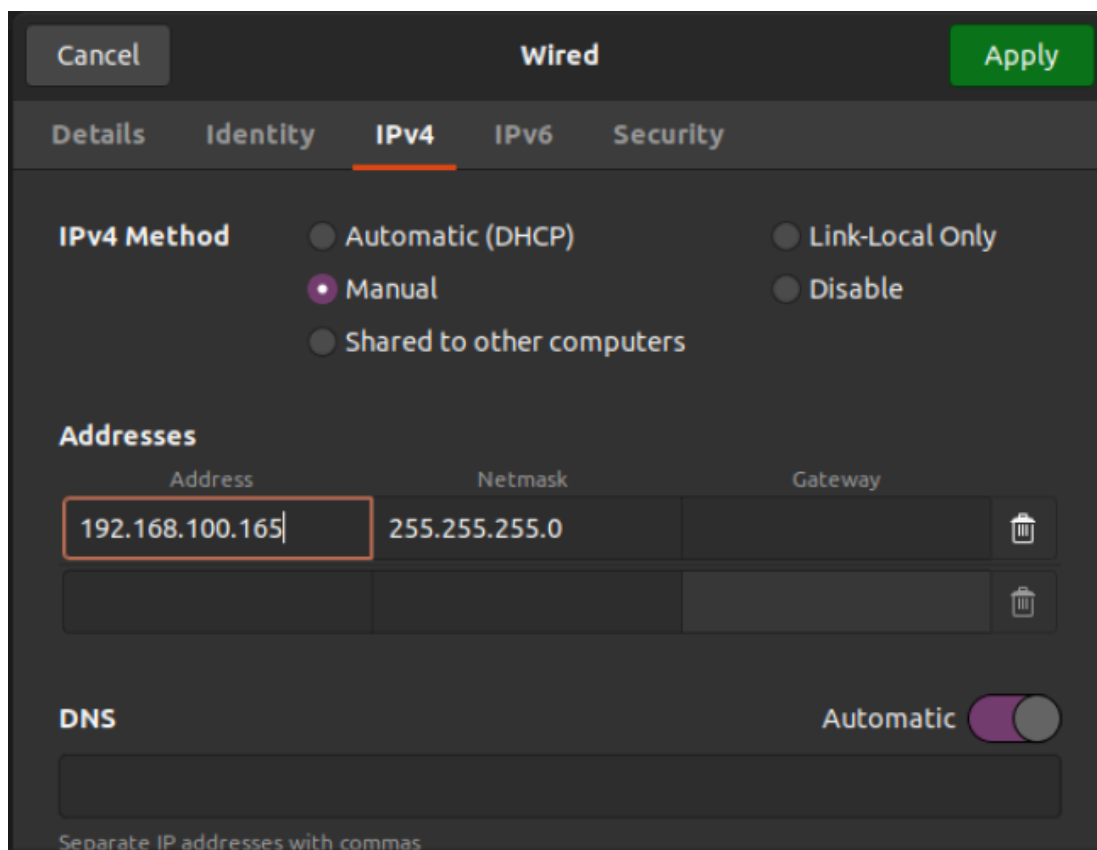 Cancel Wired Apply
Details Identity IPv4 IPv6 Security
IPv4 Method Automatic (DHCP) Link-Local Only
Manual Disable
Shared to other computers
Addresses
Address Netmask Gateway
192.168.100.165 255.255.255.0
DNS Automatic
Separate IP addresses with commas